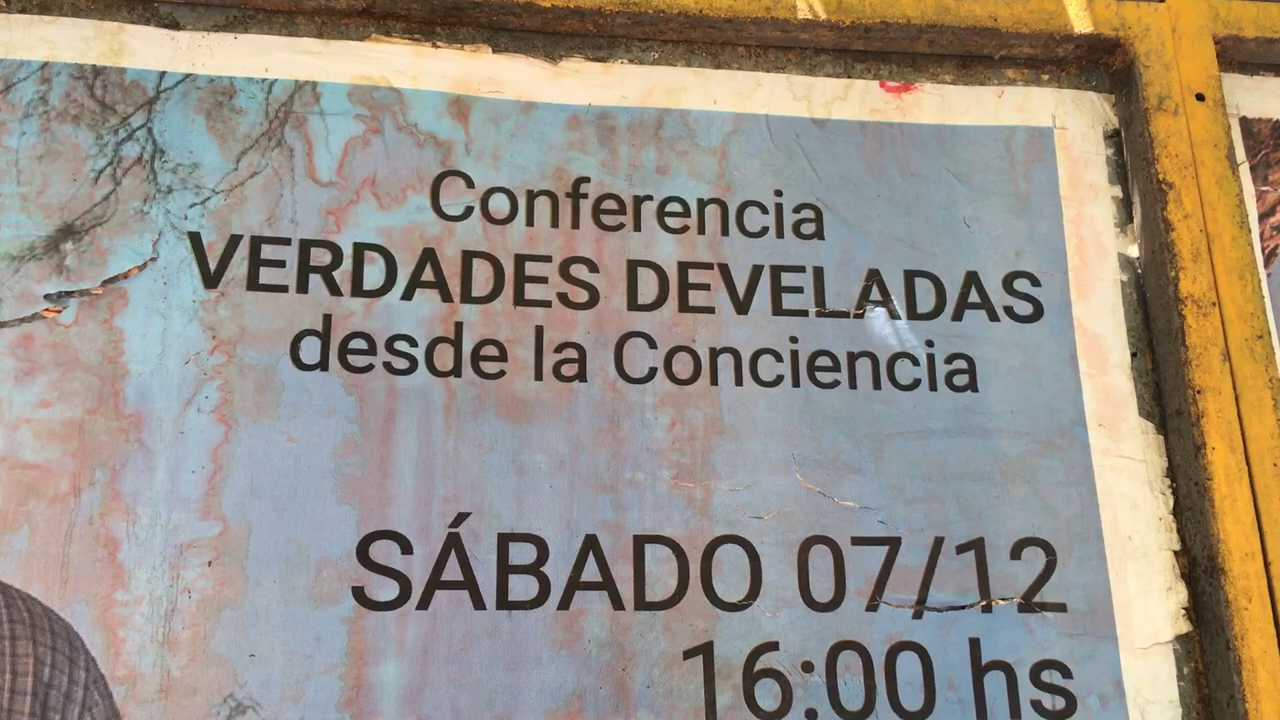 Conferencia
VERDADES DEVELADAS
desde la Conciencia
SÁBADO 07/12
16:00 hs